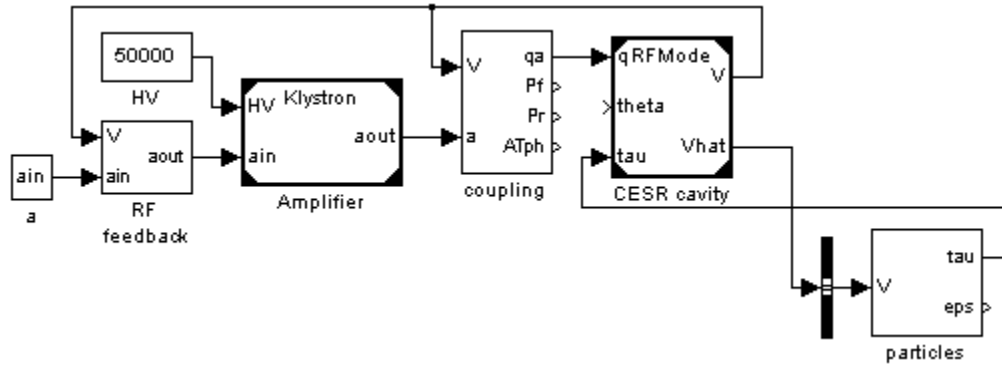 50000
HV
V
ain
aout
RF
feedback
ain
a
Klystron
HV
ain
aout
Amplifier
V
a
qa
Pf
Pr
ATph
coupling
qRFMode
theta
tau
V
Vhat
CESR cavity
V
tau
eps
particles